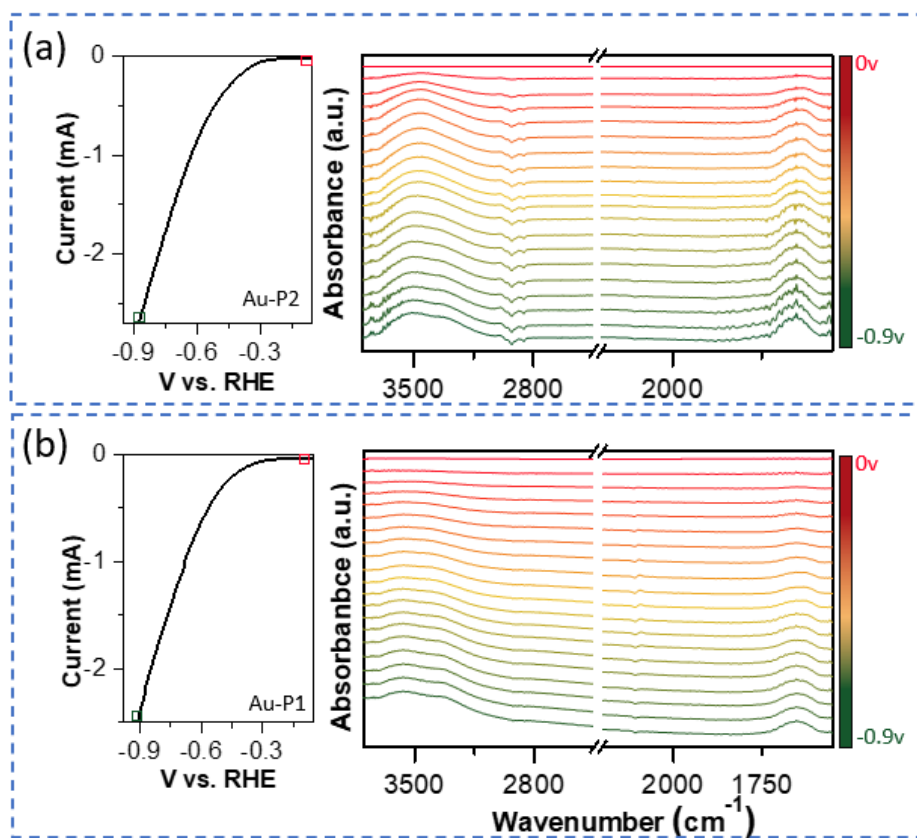 (a)
0
-1
-2
Current (mA)
Au-P2
-0.9 -0.6 -0.3
V vs. RHE
Absorbance (a.u.)
3500 2800 2000
0v
-0.9v
(b)
0
-1
-2
Current (mA)
Au-P1
-0.9 -0.6 -0.3
V vs. RHE
Absorbanbce (a.u.)
3500 2800 2000 1750
Wavenumber (cm⁻¹)
0v
-0.9v